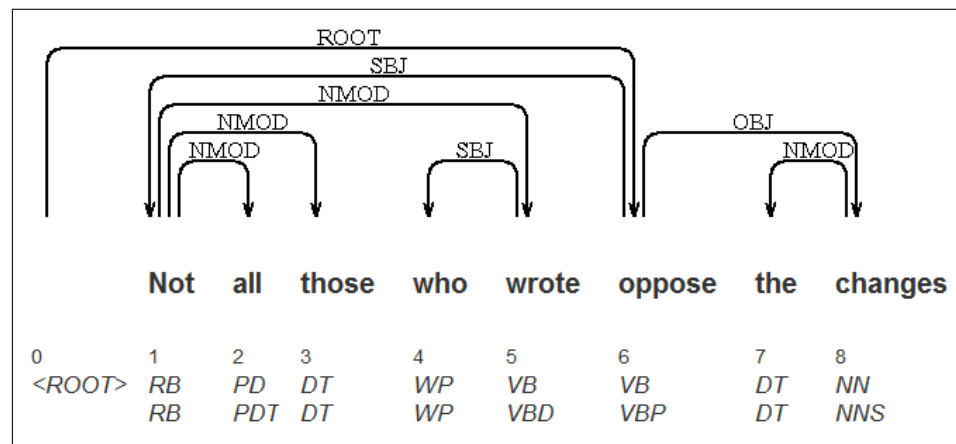 ROOT
SBJ
NMOD
NMOD OBJ
NMOD SBJ NMOD
Not all those who wrote oppose the changes
0 1 2 3 4 5 6 7 8
<ROOT> RB PD DT WP VB VB DT NN
RB PDT DT WP VBD VBP DT NNS